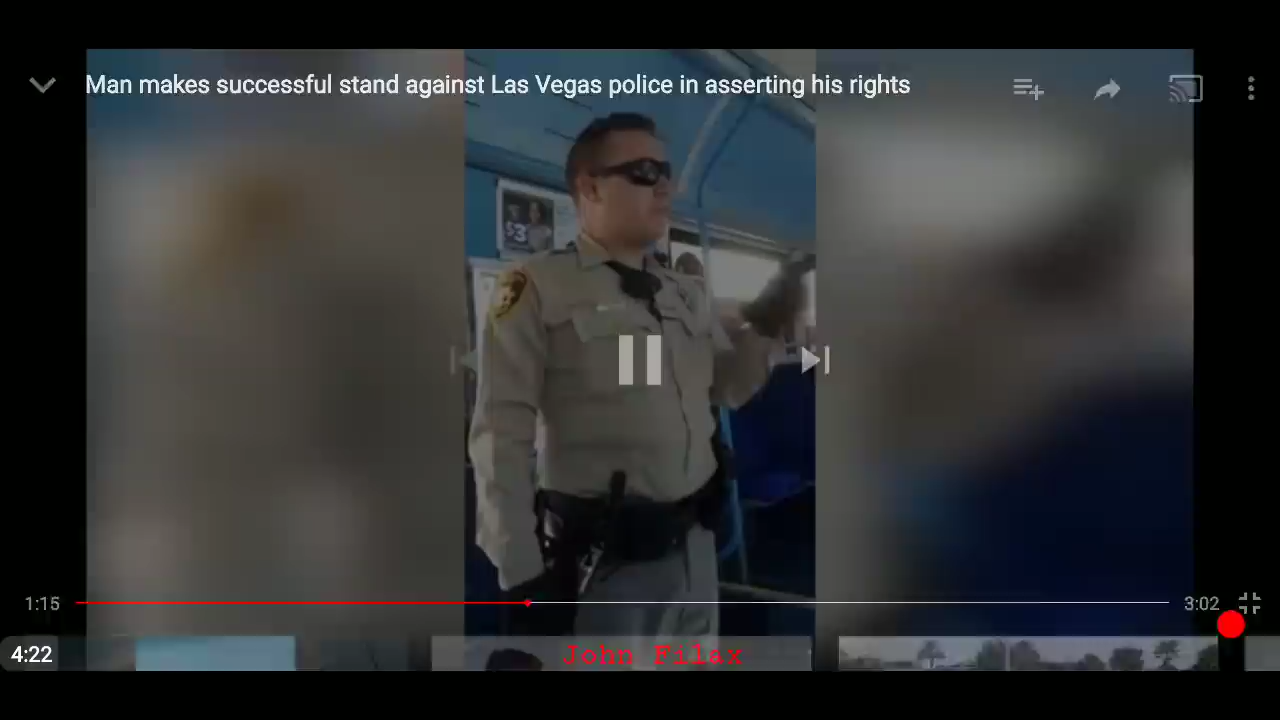 Man makes successful stand against Las Vegas police in asserting his rights
$3
1:15
3:02
4:22
John Filax